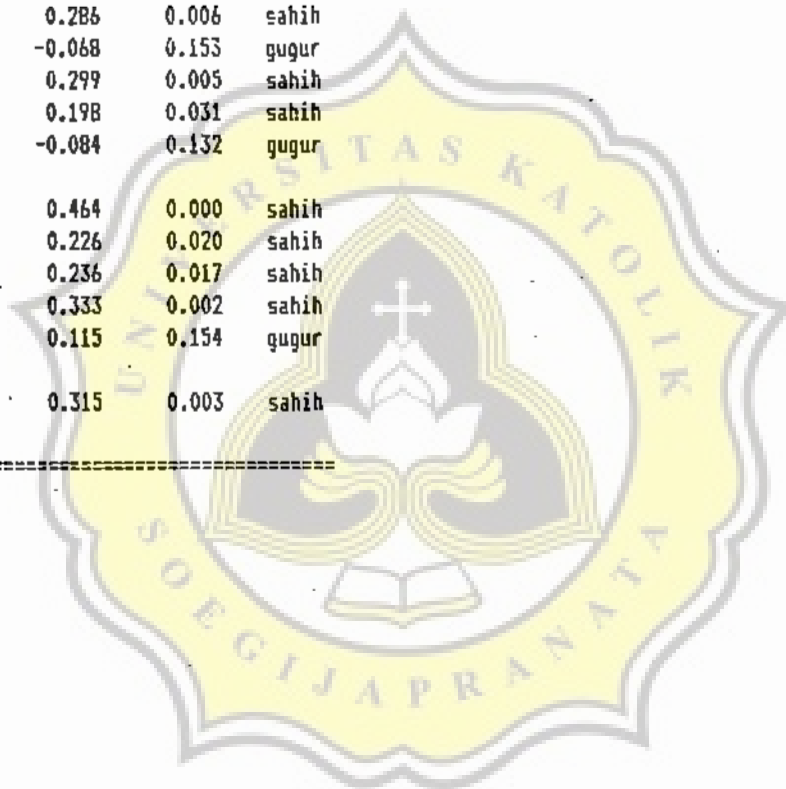 0.286 0.006 sahih
-0.068 0.153 gugur
0.299 0.005 sahih
0.198 0.031 sahih
-0.084 0.132 gugur
0.464 0.000 sahih
0.226 0.020 sahih
0.236 0.017 sahih
0.333 0.002 sahih
0.115 0.154 gugur
0.315 0.003 sahih
================================
UNIVERSITAS KATOLIK
SOEGIJAPRANATA